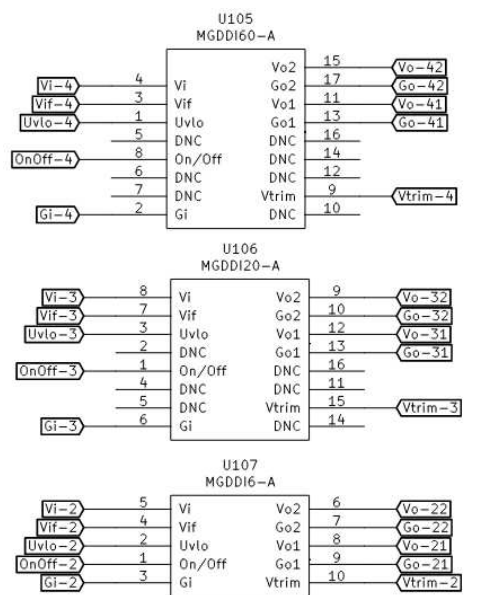 U105
MGDDI60-A
Vi-4 4 Vi Vo2 15 Vo-42
Vif-4 3 Vif Go2 17 Go-42
Uvlo-4 1 Uvlo Vo1 11 Vo-41
5 DNC Go1 13 Go-41
OnOff-4 8 On/Off DNC 16
6 DNC DNC 14
7 DNC DNC 12
Vtrim 9 Vtrim-4
Gi-4 2 Gi DNC 10
U106
MGDDI20-A
Vi-3 8 Vi Vo2 9 Vo-32
Vif-3 7 Vif Go2 10 Go-32
Uvlo-3 3 Uvlo Vo1 12 Vo-31
2 DNC Go1 13 Go-31
OnOff-3 1 On/Off DNC 16
4 DNC DNC 11
5 DNC Vtrim 15 Vtrim-3
Gi-3 6 Gi DNC 14
U107
MGDDI6-A
Vi-2 5 Vi Vo2 6 Vo-22
Vif-2 4 Vif Go2 7 Go-22
Uvlo-2 2 Uvlo Vo1 8 Vo-21
OnOff-2 1 On/Off Go1 9 Go-21
Gi-2 3 Gi Vtrim 10 Vtrim-2